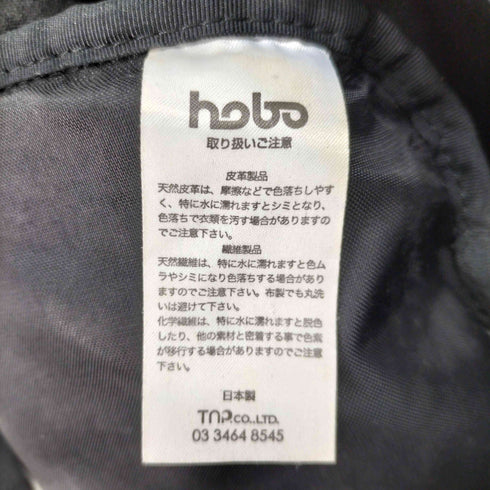 hobo
取り扱いご注意
皮革製品
天然皮革は、摩擦などで色落ちしやす
く、特に水に濡れますとシミとなり、
色落ちで衣類を汚す場合がありますの
でご注意下さい。
繊維製品
天然繊維は、特に水に濡れますと色ム
ラやシミになり色落ちする場合があり
ますのでご注意下さい。布製でも丸洗
いは避けて下さい。
化学繊維は、特に水に濡れますと脱色
したり、他の素材と密着する事で色素
が移行する場合がありますのでご注意
下さい。
日本製
TNP.CO.,LTD.
03 3464 8545